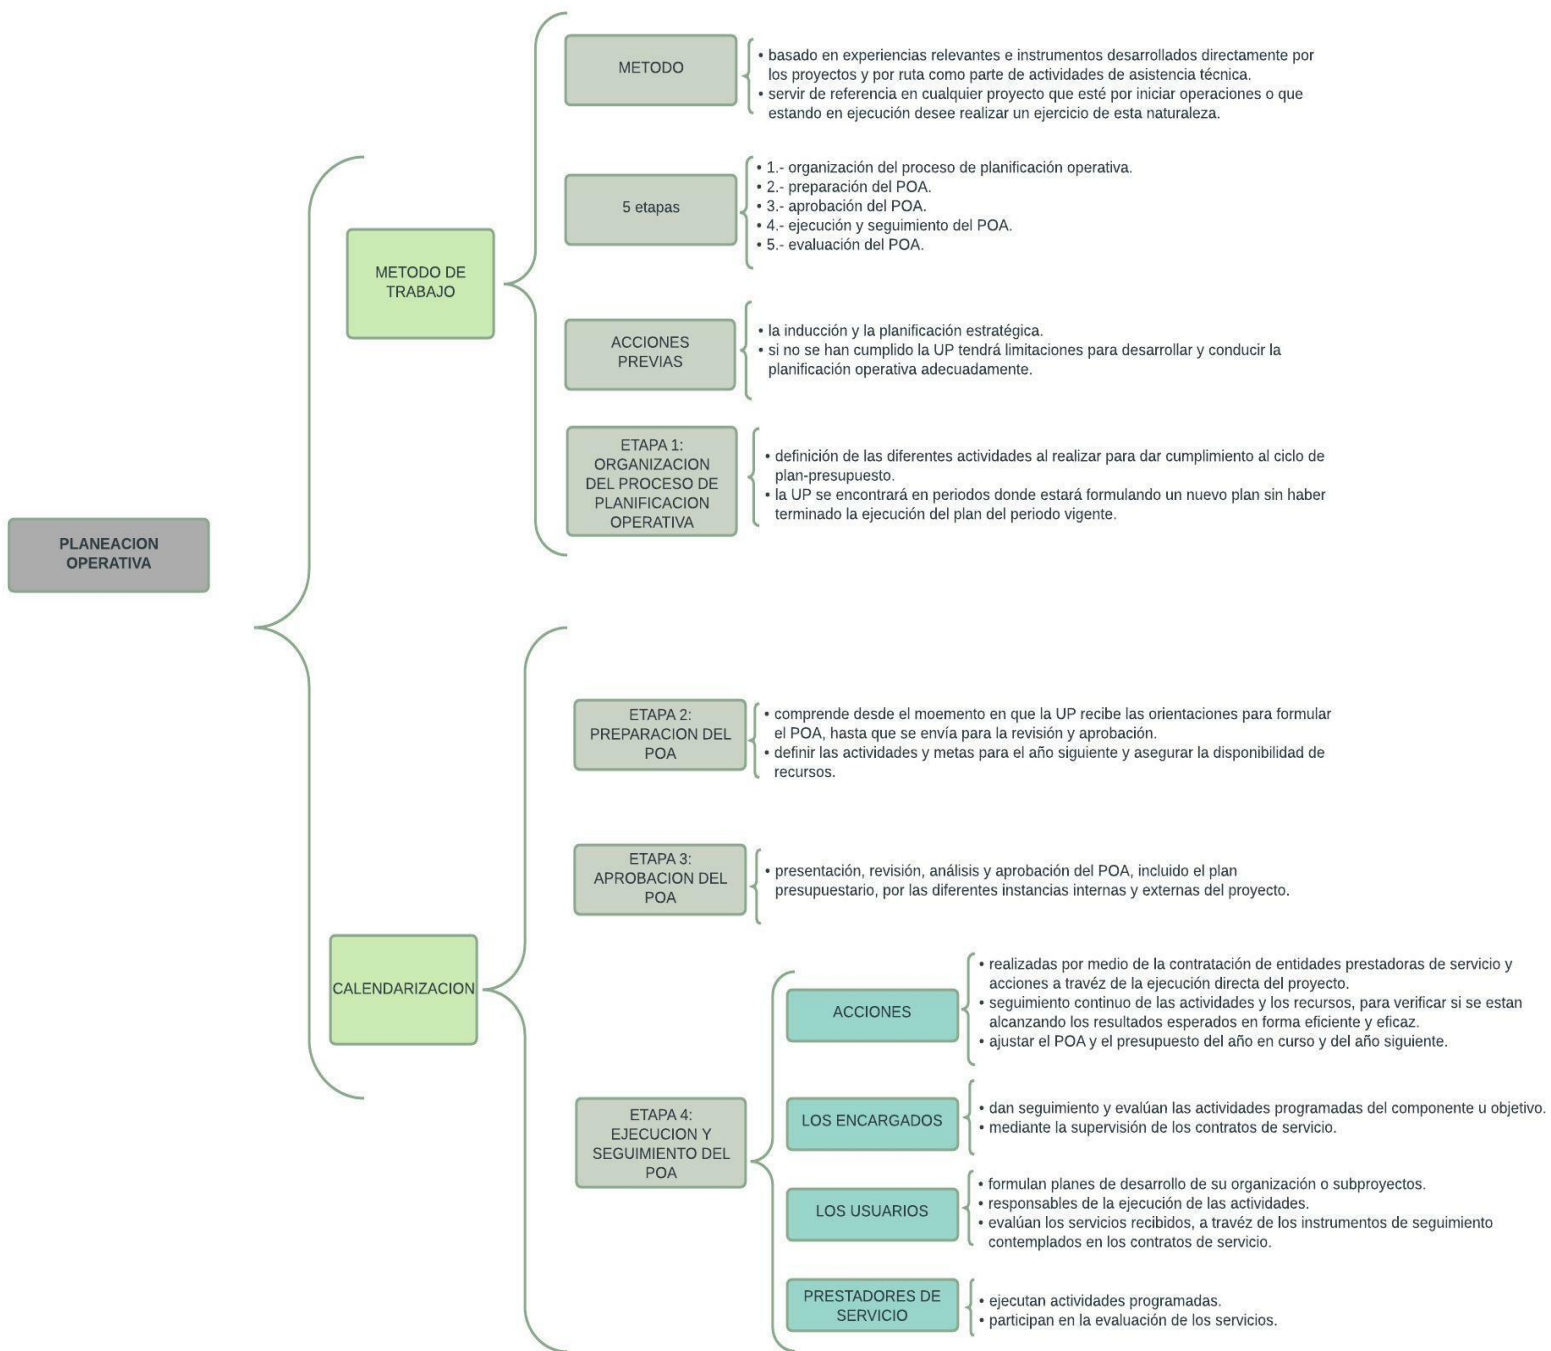 PLANEACION
OPERATIVA
METODO DE
TRABAJO
METODO
• basado en experiencias relevantes e instrumentos desarrollados directamente por
los proyectos y por ruta como parte de actividades de asistencia técnica.
• servir de referencia en cualquier proyecto que esté por iniciar operaciones o que
estando en ejecución desee realizar un ejercicio de esta naturaleza.
5 etapas
• 1.- organización del proceso de planificación operativa.
• 2.- preparación del POA.
• 3.- aprobación del POA.
• 4.- ejecución y seguimiento del POA.
• 5.- evaluación del POA.
ACCIONES
PREVIAS
• la inducción y la planificación estratégica.
• si no se han cumplido la UP tendrá limitaciones para desarrollar y conducir la
planificación operativa adecuadamente.
ETAPA 1:
ORGANIZACION
DEL PROCESO DE
PLANIFICACION
OPERATIVA
• definición de las diferentes actividades al realizar para dar cumplimiento al ciclo de
plan-presupuesto.
• la UP se encontrará en periodos donde estará formulando un nuevo plan sin haber
terminado la ejecución del plan del periodo vigente.
CALENDARIZACION
ETAPA 2:
PREPARACION DEL
POA
• comprende desde el moemento en que la UP recibe las orientaciones para formular
el POA, hasta que se envía para la revisión y aprobación.
• definir las actividades y metas para el año siguiente y asegurar la disponibilidad de
recursos.
ETAPA 3:
APROBACION DEL
POA
• presentación, revisión, análisis y aprobación del POA, incluido el plan
presupuestario, por las diferentes instancias internas y externas del proyecto.
ETAPA 4:
EJECUCION Y
SEGUIMIENTO DEL
POA
ACCIONES
• realizadas por medio de la contratación de entidades prestadoras de servicio y
acciones a travéz de la ejecución directa del proyecto.
• seguimiento continuo de las actividades y los recursos, para verificar si se estan
alcanzando los resultados esperados en forma eficiente y eficaz.
• ajustar el POA y el presupuesto del año en curso y del año siguiente.
LOS ENCARGADOS
• dan seguimiento y evalúan las actividades programadas del componente u objetivo.
• mediante la supervisión de los contratos de servicio.
LOS USUARIOS
• formulan planes de desarrollo de su organización o subproyectos.
• responsables de la ejecución de las actividades.
• evalúan los servicios recibidos, a travéz de los instrumentos de seguimiento
contemplados en los contratos de servicio.
PRESTADORES DE
SERVICIO
• ejecutan actividades programadas.
• participan en la evaluación de los servicios.